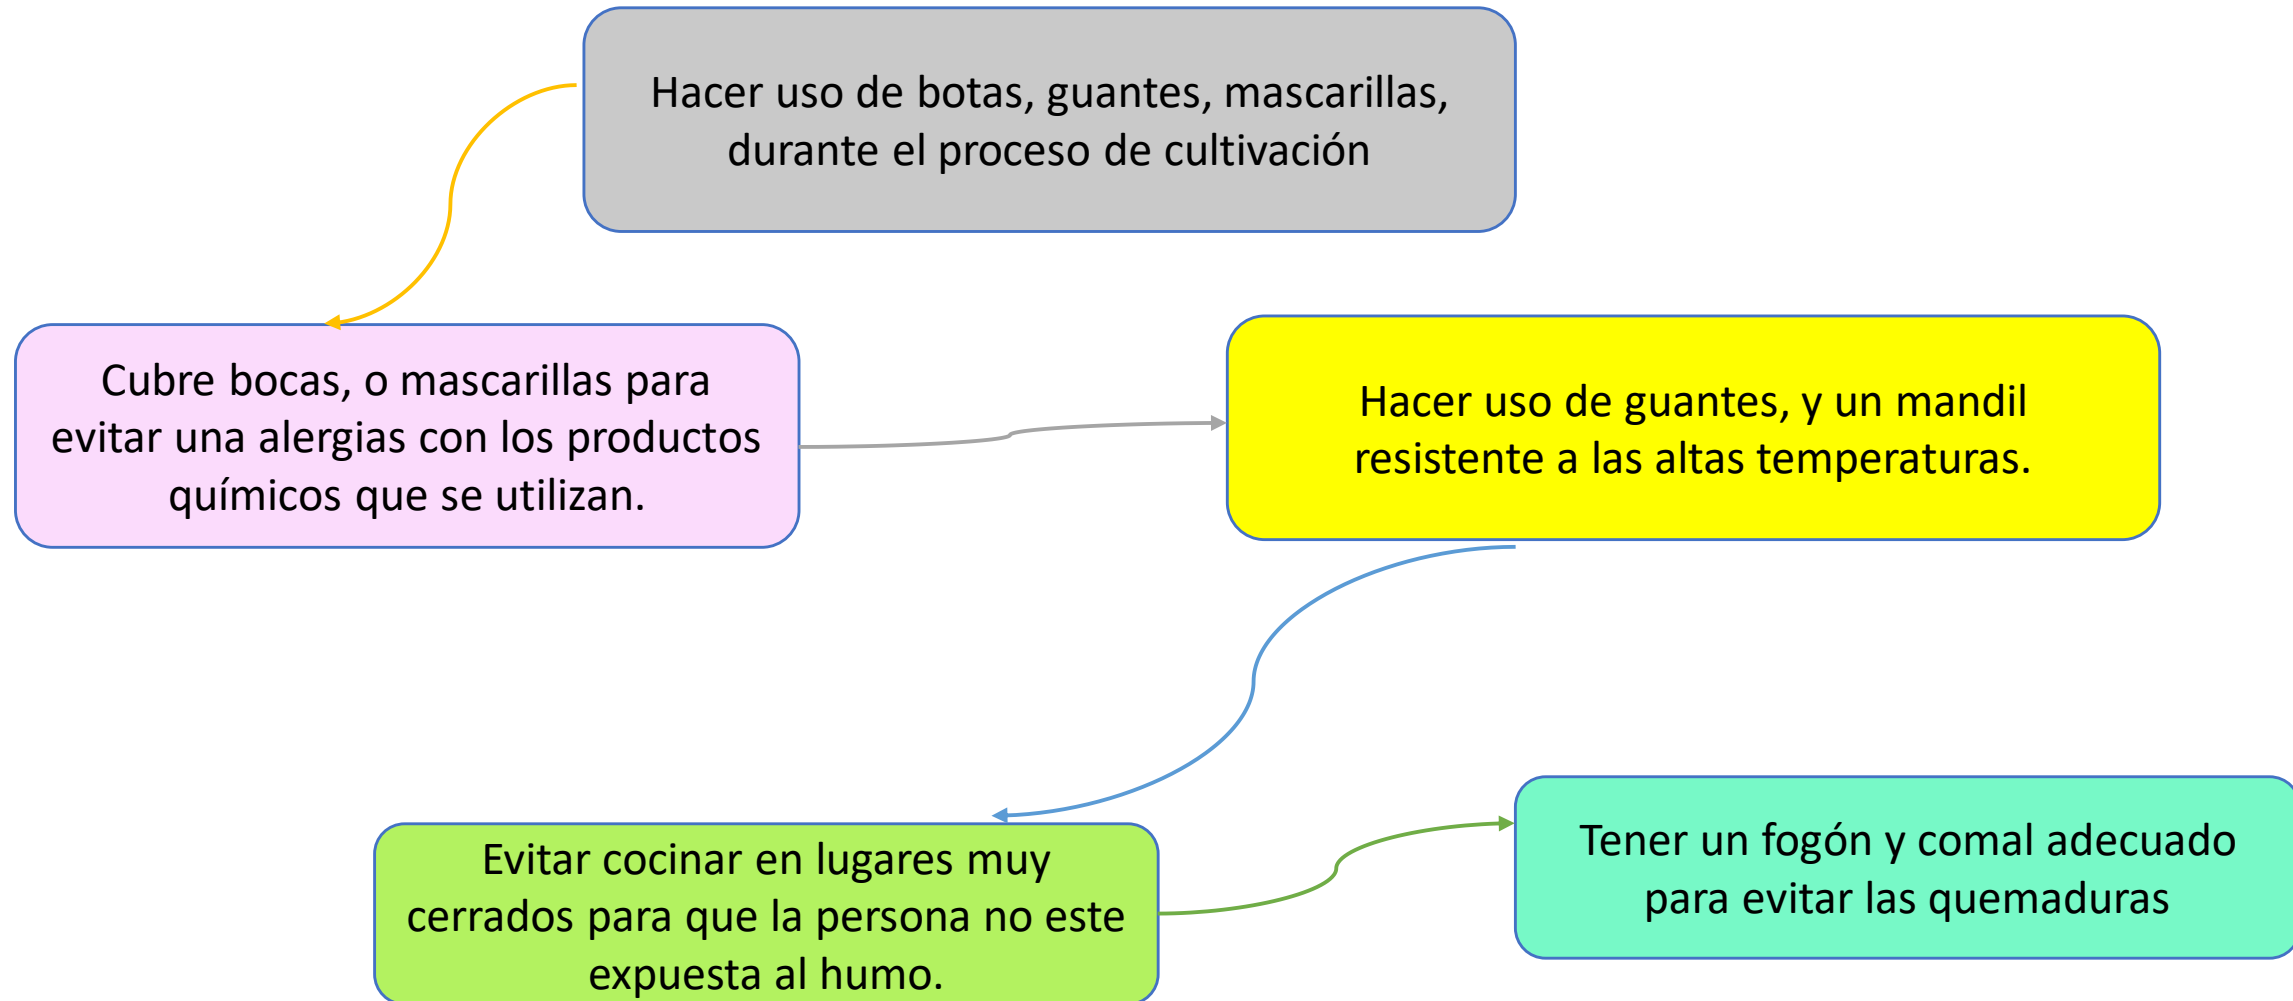 Hacer uso de botas, guantes, mascarillas,
durante el proceso de cultivación
Cubre bocas, o mascarillas para
evitar una alergias con los productos
químicos que se utilizan.
Hacer uso de guantes, y un mandil
resistente a las altas temperaturas.
Evitar cocinar en lugares muy
cerrados para que la persona no este
expuesta al humo.
Tener un fogón y comal adecuado
para evitar las quemaduras